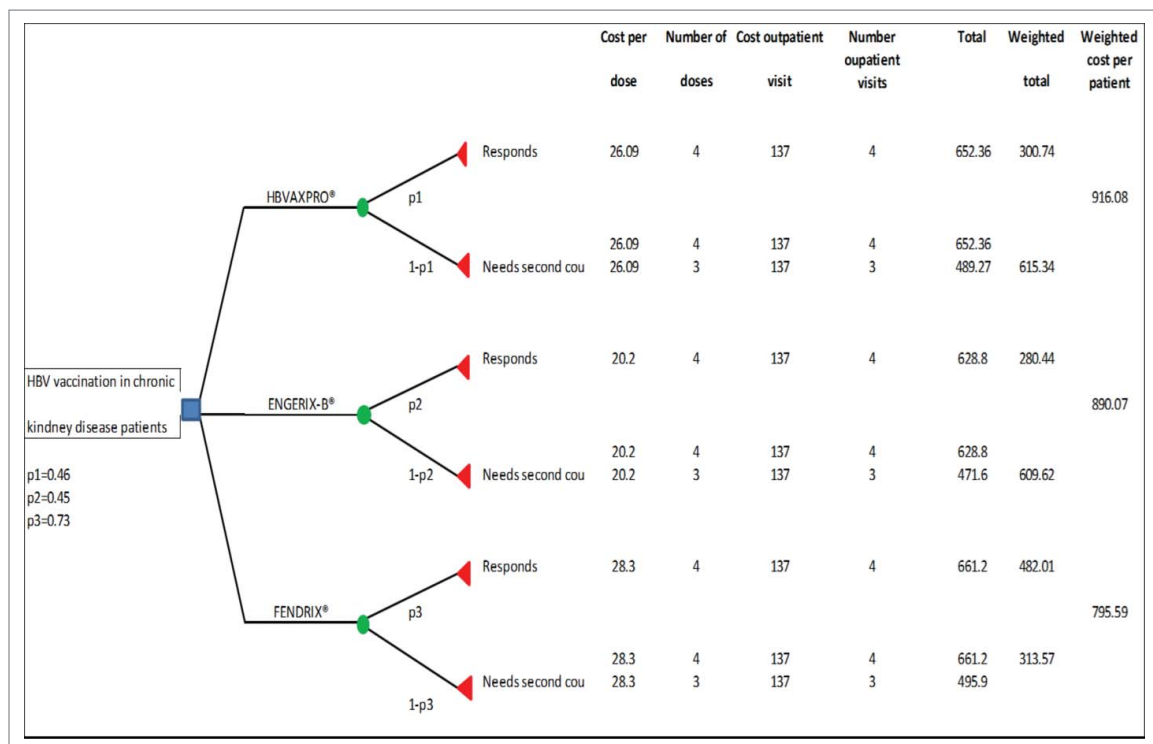 Cost per dose Number of doses Cost outpatient visit Number oupatient visits Total Weighted total Weighted cost per patient
Responds 26.09 4 137 4 652.36 300.74
HBVAXPRO® p1 916.08
26.09 4 137 4 652.36
1-p1 Needs second cou 26.09 3 137 3 489.27 615.34
Responds 20.2 4 137 4 628.8 280.44
HBV vaccination in chronic
kidney disease patients
ENGERIX-B® p2 890.07
20.2 4 137 4 628.8
1-p2 Needs second cou 20.2 3 137 3 471.6 609.62
p1=0.46
p2=0.45
p3=0.73
Responds 28.3 4 137 4 661.2 482.01
FENDRIX® p3 795.59
28.3 4 137 4 661.2 313.57
Needs second cou 28.3 3 137 3 495.9
1-p3